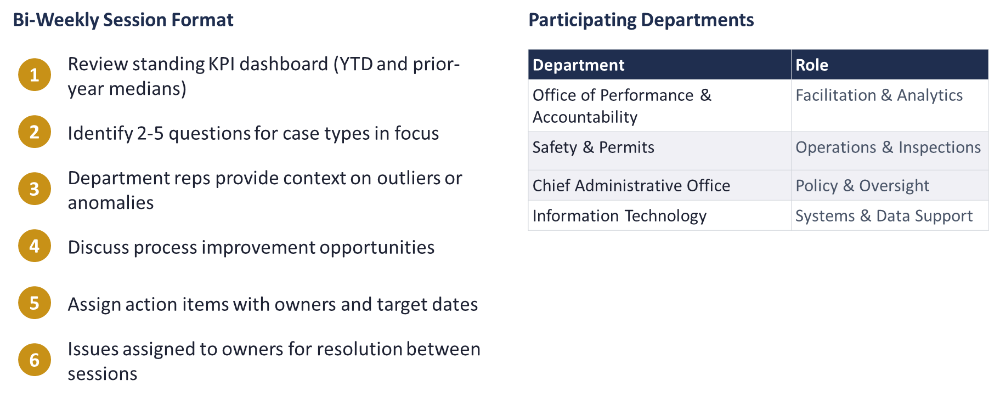 Bi-Weekly Session Format
1
Review standing KPI dashboard (YTD and prior-
year medians)
2
Identify 2-5 questions for case types in focus
3
Department reps provide context on outliers or
anomalies
4
Discuss process improvement opportunities
5
Assign action items with owners and target dates
6
Issues assigned to owners for resolution between
sessions
Participating Departments
Department Role
Office of Performance & Facilitation & Analytics
Accountability
Safety & Permits Operations & Inspections
Chief Administrative Office Policy & Oversight
Information Technology Systems & Data Support